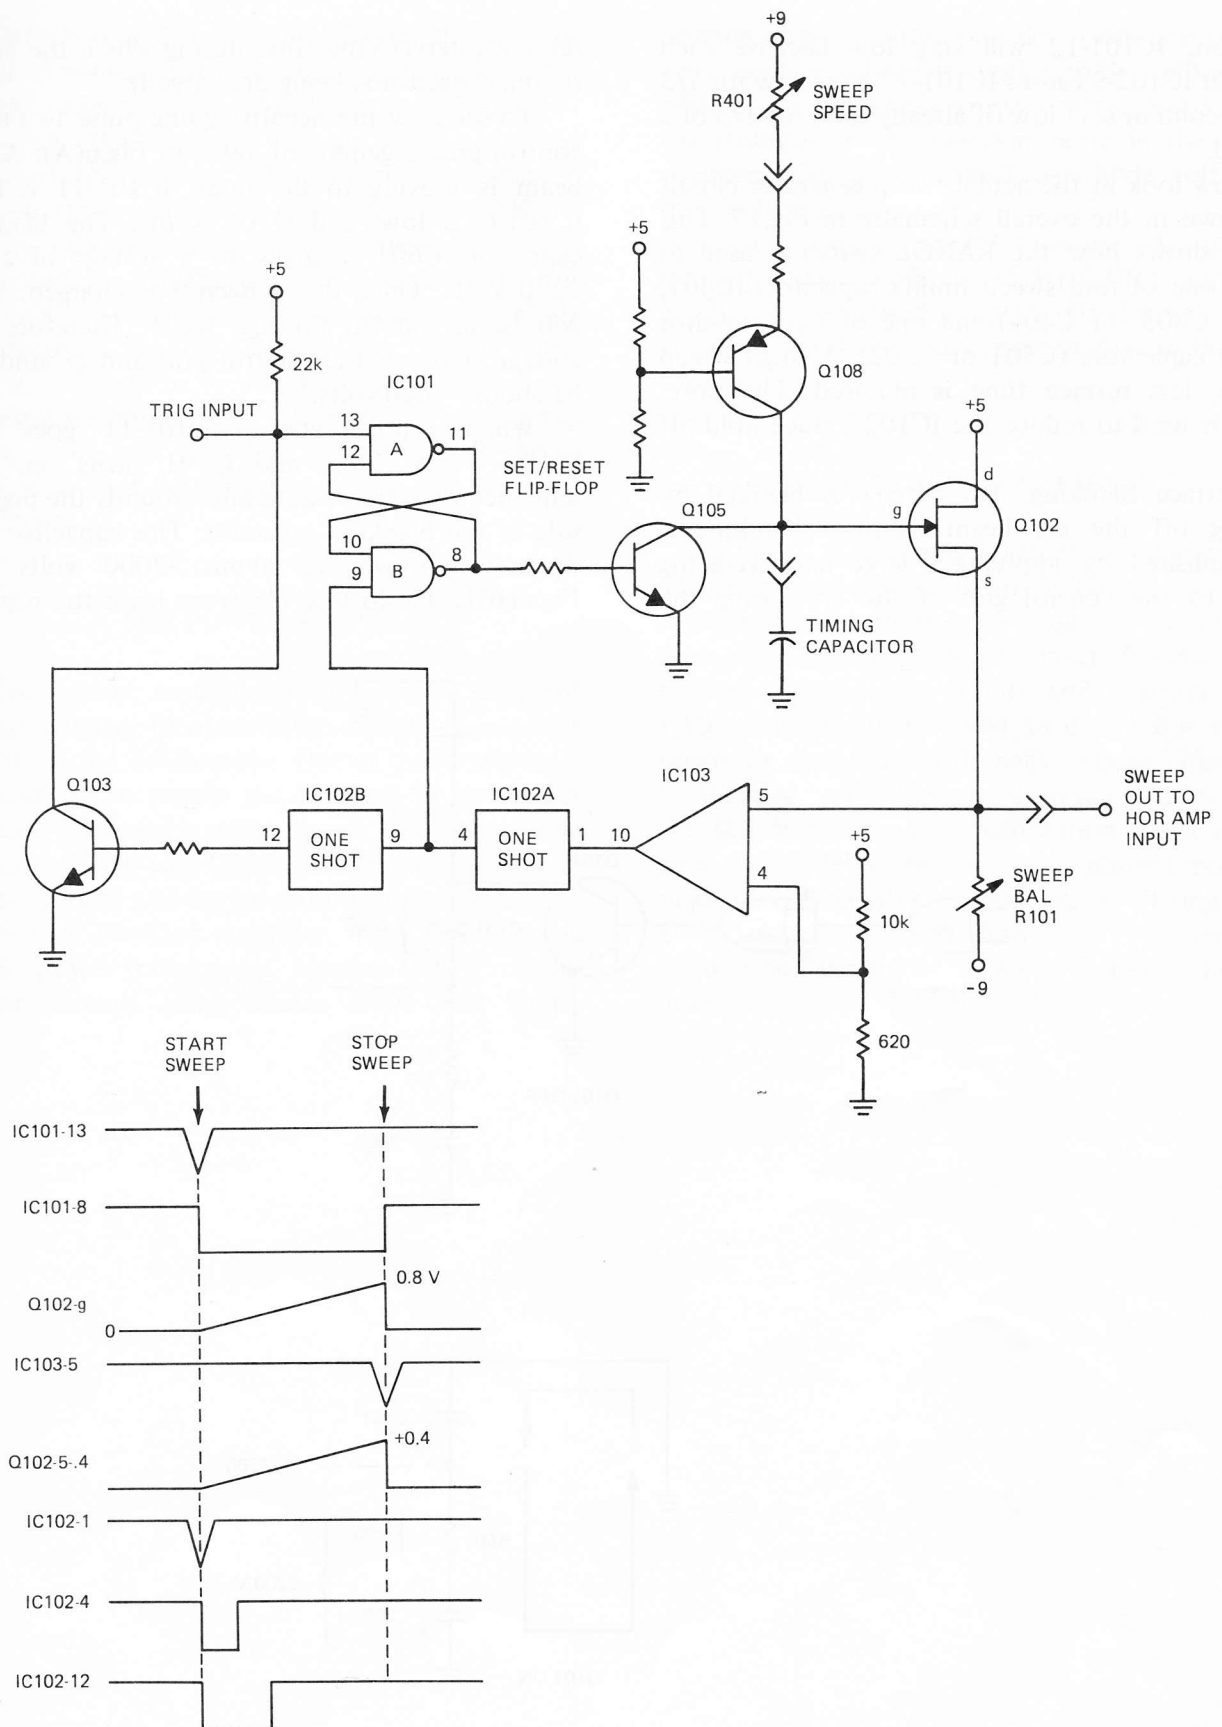 +9
R401
SWEEP
SPEED
+5
+5
22k
IC101
TRIG INPUT
13
12
A
11
SET/RESET
FLIP-FLOP
10
9
B
8
Q108
+5
d
g
Q102
s
Q105
TIMING
CAPACITOR
Q103
IC102B
12
ONE
SHOT
9
IC102A
4
ONE
SHOT
1
10
IC103
5
4
+5
10k
620
SWEEP
OUT TO
HOR AMP
INPUT
SWEEP
BAL
R101
-9
START
SWEEP
STOP
SWEEP
IC101-13
IC101-8
Q102-g
0
0.8 V
IC103-5
Q102-5-.4
+0.4
IC102-1
IC102-4
IC102-12